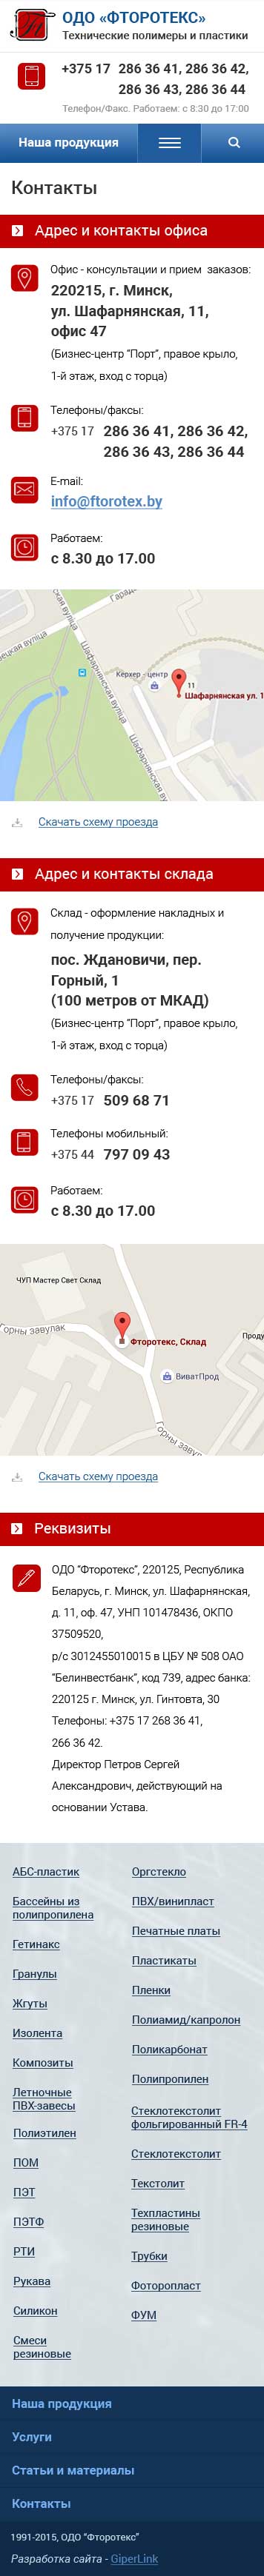 ОДО «ФТОРОТЕКС»
Технические полимеры и пластики
+375 17 286 36 41, 286 36 42,
286 36 43, 286 36 44
Телефон/Факс. Работаем: с 8:30 до 17:00
Наша продукция
Контакты
Адрес и контакты офиса
Офис - консультации и прием заказов:
220215, г. Минск,
ул. Шафарнянская, 11,
офис 47
(Бизнес-центр “Порт”, правое крыло,
1-й этаж, вход с торца)
Телефоны/факсы:
+375 17 286 36 41, 286 36 42,
286 36 43, 286 36 44
E-mail:
info@ftorotex.by
Работаем:
с 8.30 до 17.00
Керхер - центр
11
Шафарнянская ул. 1
Шафарнянская ул.
Скачать схему проезда
Адрес и контакты склада
Склад - оформление накладных и
получение продукции:
пос. Ждановичи, пер.
Горный, 1
(100 метров от МКАД)
(Бизнес-центр “Порт”, правое крыло,
1-й этаж, вход с торца)
Телефоны/факсы:
+375 17 509 68 71
Телефоны мобильный:
+375 44 797 09 43
Работаем:
с 8.30 до 17.00
ЧУП Мастер Свет Склад
Горны завулак
Проду
Фторотекс, Склад
ВиватПрод
Горны завулак
Скачать схему проезда
Реквизиты
ОДО “Фторотекс”, 220125, Республика
Беларусь, г. Минск, ул. Шафарнянская,
д. 11, оф. 47, УНП 101478436, ОКПО
37509520,
р/с 3012455010015 в ЦБУ № 508 ОАО
“Белинвестбанк”, код 739, адрес банка:
220125 г. Минск, ул. Гинтовта, 30
Телефоны: +375 17 268 36 41,
266 36 42.
Директор Петров Сергей
Александрович, действующий на
основании Устава.
АБС-пластик
Бассейны из
полипропилена
Гетинакс
Гранулы
Жгуты
Изолента
Композиты
Леточные
ПВХ-завесы
Полиэтилен
ПОМ
ПЭТ
ПЭТФ
РТИ
Рукава
Силикон
Смеси
резиновые
Оргстекло
ПВХ/винипласт
Печатные платы
Пластикаты
Пленки
Полиамид/капролон
Поликарбонат
Полипропилен
Стеклотекстолит
фольгированный FR-4
Стеклотекстолит
Текстолит
Техпластины
резиновые
Трубки
Фоторопласт
ФУМ
Наша продукция
Услуги
Статьи и материалы
Контакты
1991-2015, ОДО “Фторотекс”
Разработка сайта - GiperLink